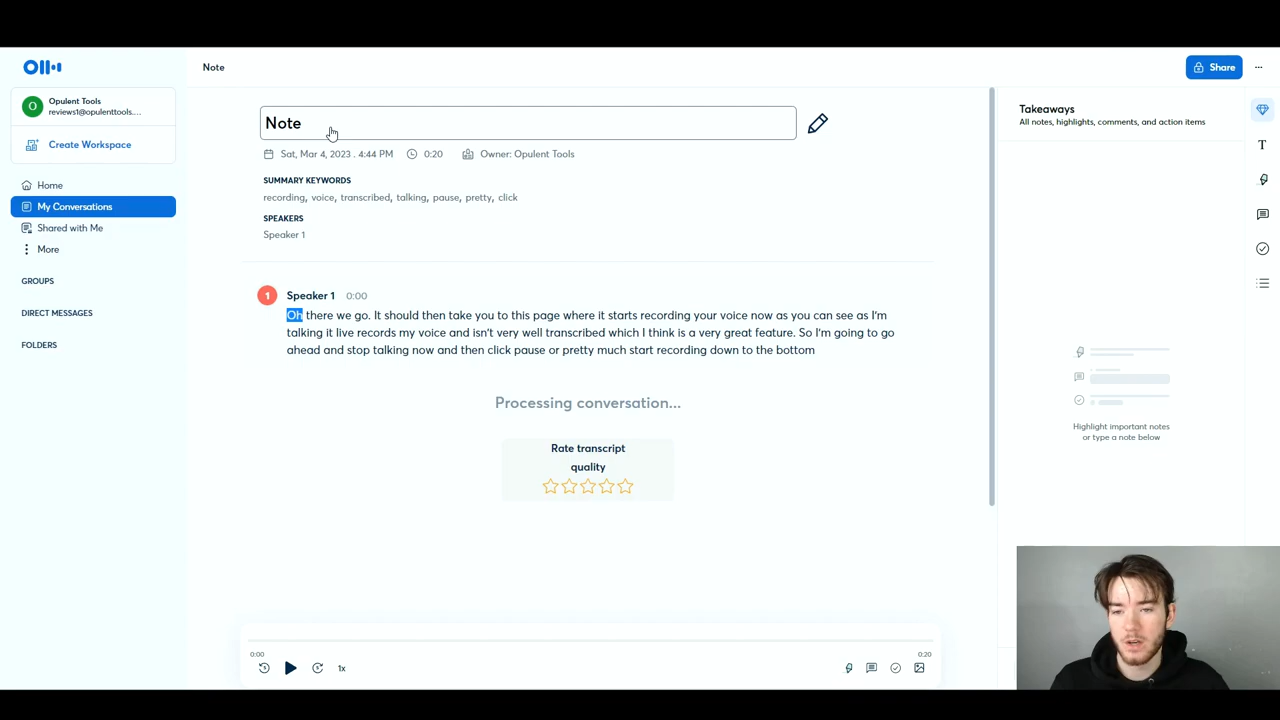 Note
Share
O
Opulent Tools
reviews1@opulenttools....
Create Workspace
Home
My Conversations
Shared with Me
More
GROUPS
DIRECT MESSAGES
FOLDERS
Note
Sat, Mar 4, 2023 . 4:44 PM
0:20
Owner: Opulent Tools
SUMMARY KEYWORDS
recording, voice, transcribed, talking, pause, pretty, click
SPEAKERS
Speaker 1
1
Speaker 1 0:00
Oh there we go. It should then take you to this page where it starts recording your voice now as you can see as I'm
talking it live records my voice and isn't very well transcribed which I think is a very great feature. So I'm going to go
ahead and stop talking now and then click pause or pretty much start recording down to the bottom
Processing conversation...
Rate transcript
quality
0:00
0:20
5
5
1x
Takeaways
All notes, highlights, comments, and action items
T
Highlight important notes
or type a note below